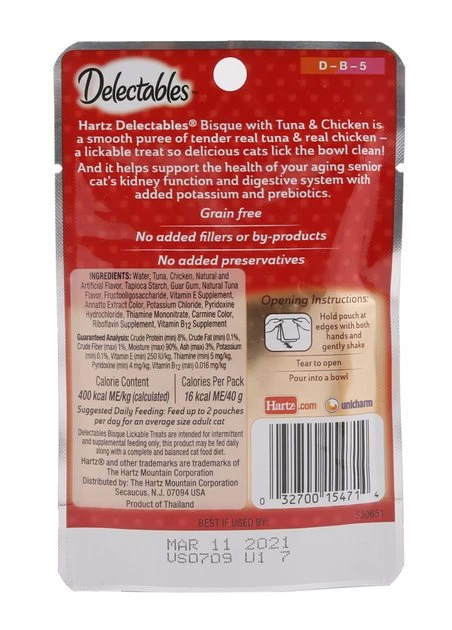 D-B-5
Delectables™
Hartz Delectables® Bisque with Tuna & Chicken is
a smooth puree of tender real tuna & real chicken –
a lickable treat so delicious cats lick the bowl clean!
And it helps support the health of your aging senior
cat's kidney function and digestive system with
added potassium and prebiotics.
Grain free
No added fillers or by-products
No added preservatives
INGREDIENTS: Water, Tuna, Chicken, Natural and
Artificial Flavor, Tapioca Starch, Guar Gum, Natural Tuna
Flavor, Fructooligosaccharide, Vitamin E Supplement,
Annatto Extract Color, Potassium Chloride, Pyridoxine
Hydrochloride, Thiamine Mononitrate, Carmine Color,
Riboflavin Supplement, Vitamin B12 Supplement
Guaranteed Analysis: Crude Protein (min) 8%, Crude Fat (min) 0.1%,
Crude Fiber (max) 1%, Moisture (max) 90%, Ash (max) 3%, Potassium
(min) 0.1%, Vitamin E (min) 250 IU/kg, Thiamine (min) 5 mg/kg,
Pyridoxine (min) 4 mg/kg, Vitamin B12 (min) 0.016 mg/kg
Calorie Content
400 kcal ME/kg (calculated)
Calories Per Pack
16 kcal ME/40 g
Suggested Daily Feeding: Feed up to 2 pouches
per day for an average size adult cat
Delectables Bisque Lickable Treats are intended for intermittent
and supplemental feeding only; this product may be fed daily
along with a complete and balanced cat food diet.
Hartz® and other trademarks are trademarks of
The Hartz Mountain Corporation
Distributed by: The Hartz Mountain Corporation
Secaucus, N.J. 07094 USA
Product of Thailand
Opening Instructions:
Hold pouch at
edges with both
hands and
gently shake
Tear to open
Pour into a bowl
Hartz.com
unicharm
0 32700 15471 4
530651
BEST IF USED BY:
MAR 11 2021
VS0709 U1 7